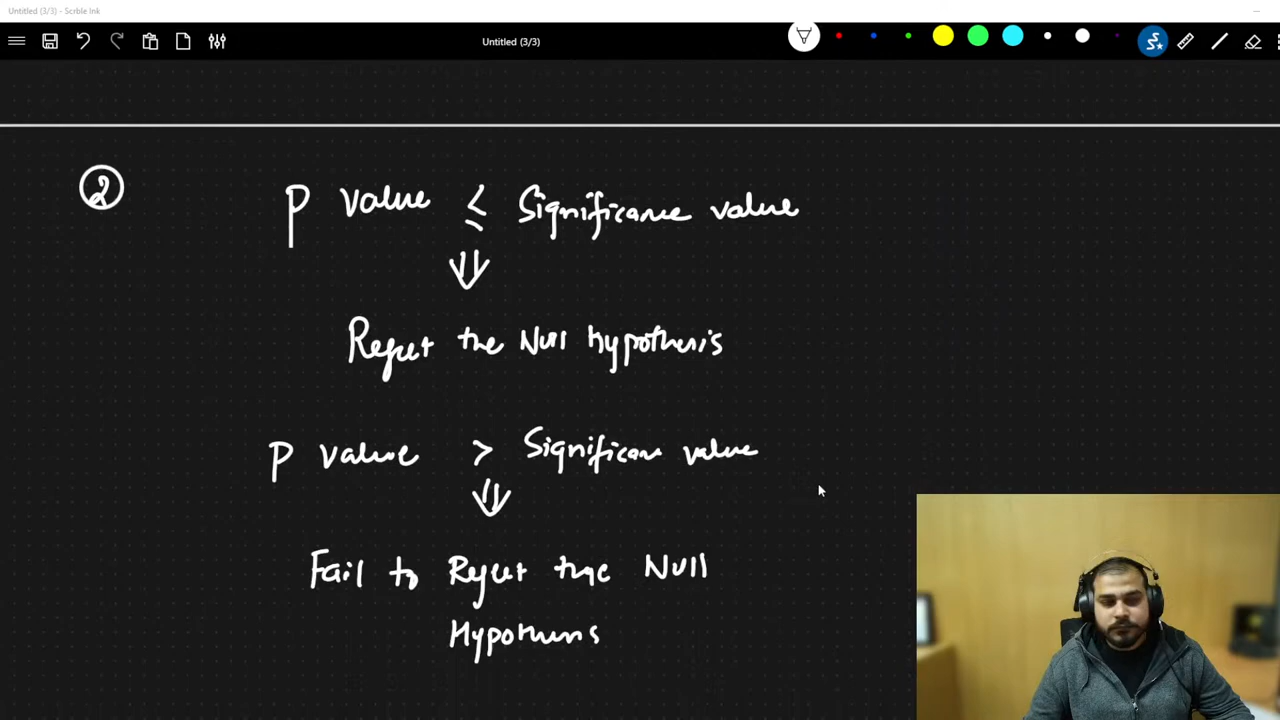 Untitled (3/3) - Scrble Ink
Untitled (3/3)
2
P value ≤ Significance value
⇓
Reject the Null hypothesis
P value > Significance value
⇓
Fail to Reject the Null
Hypothesis